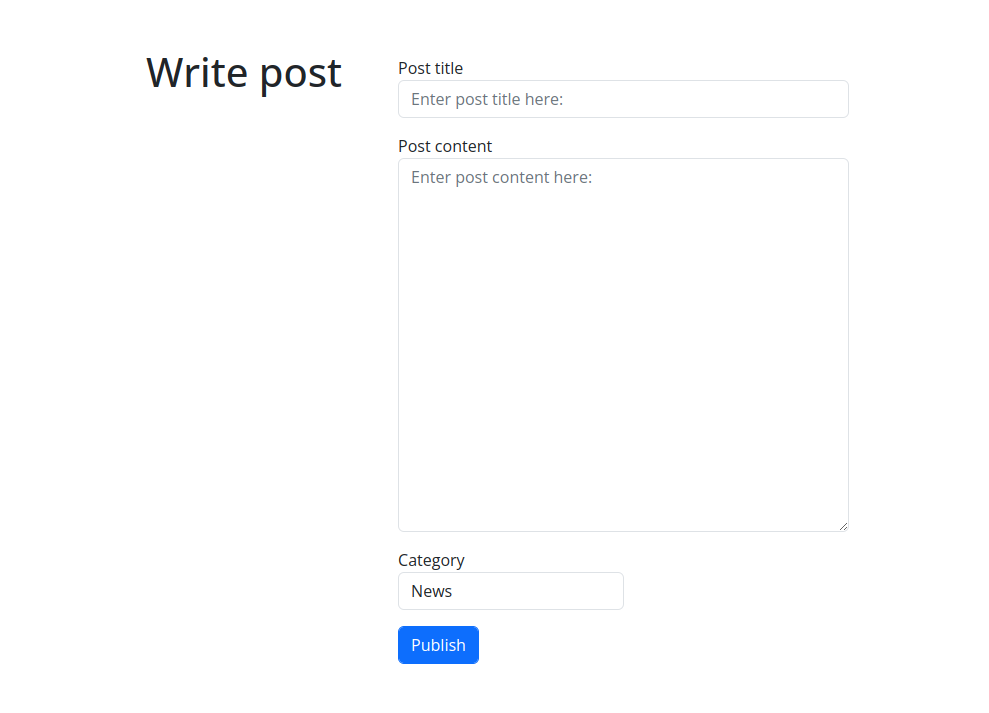 Write post
Post title
Enter post title here:
Post content
Enter post content here:
Category
News
Publish